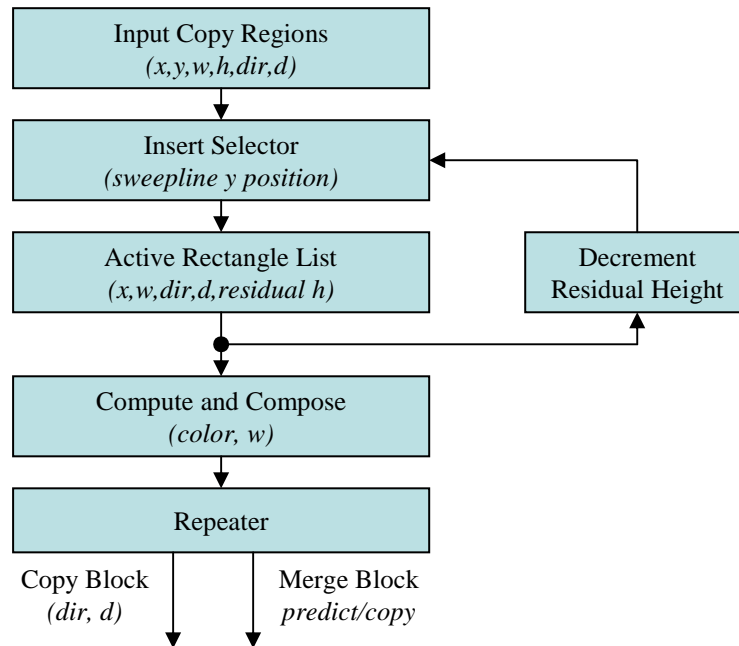 Input Copy Regions
(x,y,w,h,dir,d)
Insert Selector
(sweepline y position)
Active Rectangle List
(x,w,dir,d,residual h)
Decrement
Residual Height
Compute and Compose
(color, w)
Repeater
Copy Block
(dir, d)
Merge Block
predict/copy